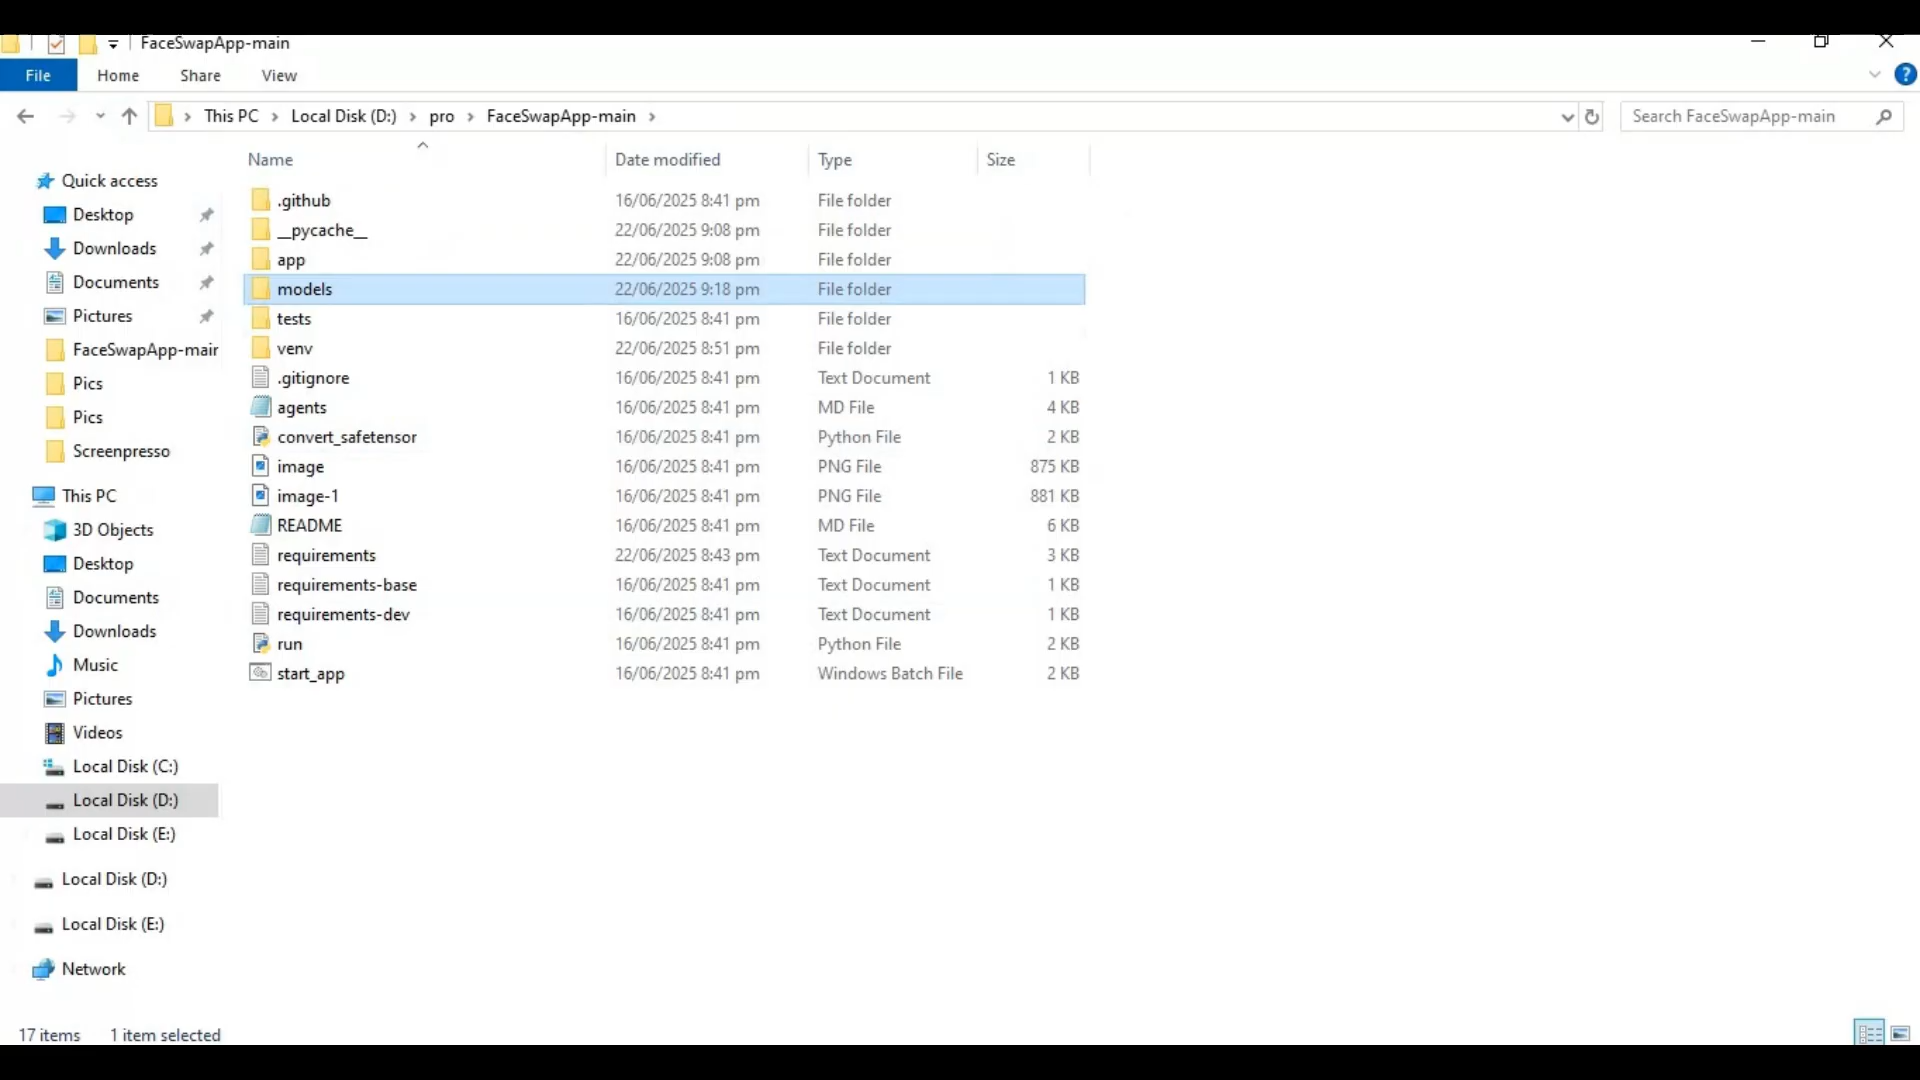 FaceSwapApp-main
File Home Share View
This PC Local Disk (D:) pro FaceSwapApp-main
Search FaceSwapApp-main
Name Date modified Type Size
Quick access
Desktop
Downloads
Documents
Pictures
FaceSwapApp-mair
Pics
Pics
Screenpresso
This PC
3D Objects
Desktop
Documents
Downloads
Music
Pictures
Videos
Local Disk (C:)
Local Disk (D:)
Local Disk (E:)
Local Disk (D:)
Local Disk (E:)
Network
.github 16/06/2025 8:41 pm File folder
__pycache__ 22/06/2025 9:08 pm File folder
app 22/06/2025 9:08 pm File folder
models 22/06/2025 9:18 pm File folder
tests 16/06/2025 8:41 pm File folder
venv 22/06/2025 8:51 pm File folder
.gitignore 16/06/2025 8:41 pm Text Document 1 KB
agents 16/06/2025 8:41 pm MD File 4 KB
convert_safetensor 16/06/2025 8:41 pm Python File 2 KB
image 16/06/2025 8:41 pm PNG File 875 KB
image-1 16/06/2025 8:41 pm PNG File 881 KB
README 16/06/2025 8:41 pm MD File 6 KB
requirements 22/06/2025 8:43 pm Text Document 3 KB
requirements-base 16/06/2025 8:41 pm Text Document 1 KB
requirements-dev 16/06/2025 8:41 pm Text Document 1 KB
run 16/06/2025 8:41 pm Python File 2 KB
start_app 16/06/2025 8:41 pm Windows Batch File 2 KB
17 items 1 item selected